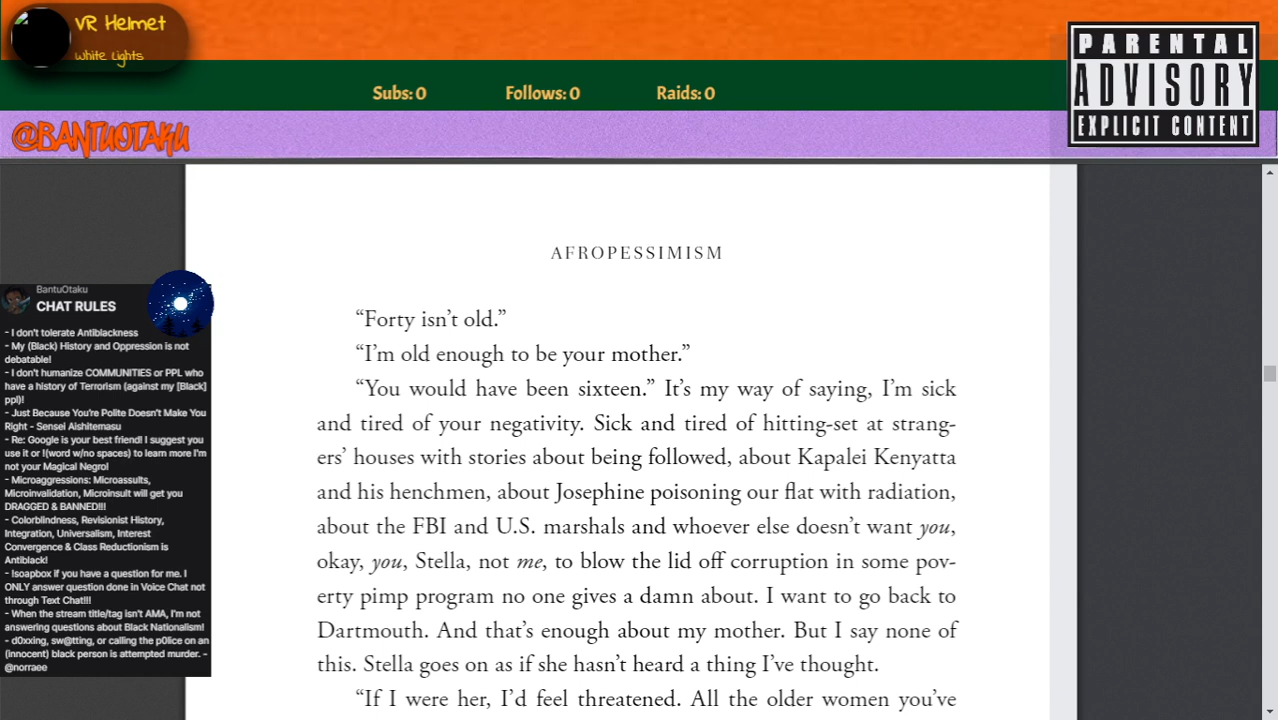 VR Helmet
White Lights
Subs: 0
Follows: 0
Raids: 0
PARENTAL
ADVISORY
EXPLICIT CONTENT
@BANTUOTAKU
AFROPESSIMISM
“Forty isn’t old.”
“I’m old enough to be your mother.”
“You would have been sixteen.” It’s my way of saying, I’m sick
and tired of your negativity. Sick and tired of hitting-set at strang-
ers’ houses with stories about being followed, about Kapalei Kenyatta
and his henchmen, about Josephine poisoning our flat with radiation,
about the FBI and U.S. marshals and whoever else doesn’t want you,
okay, you, Stella, not me, to blow the lid off corruption in some pov-
erty pimp program no one gives a damn about. I want to go back to
Dartmouth. And that’s enough about my mother. But I say none of
this. Stella goes on as if she hasn’t heard a thing I’ve thought.
“If I were her, I’d feel threatened. All the older women you’ve
BantuOtaku
CHAT RULES
- I don't tolerate Antiblackness
- My (Black) History and Oppression is not
debatable!
- I don't humanize COMMUNITIES or PPL who
have a history of Terrorism (against my [Black]
ppl)!
- Just Because You're Polite Doesn't Make You
Right - Sensei Aishitemasu
- Re: Google is your best friend! I suggest you
use it or !(word w/no spaces) to learn more I'm
not your Magical Negro!
- Microaggressions: Microassults,
Microinvalidation, Microinsult will get you
DRAGGED & BANNED!!!
- Colorblindness, Revisionist History,
Integration, Universalism, Interest
Convergence & Class Reductionism is
Antiblack!
- !soapbox if you have a question for me. I
ONLY answer question done in Voice Chat not
through Text Chat!!!
- When the stream title/tag isn't AMA, I'm not
answering questions about Black Nationalism!
- d0xxing, sw@tting, or calling the p0lice on an
(innocent) black person is attempted murder. -
@norraee